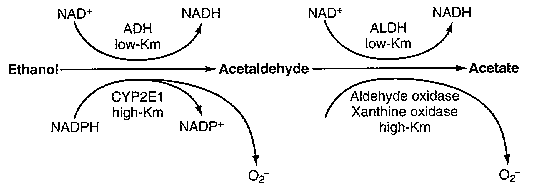 NAD+ NADH NAD+ NADH
ADH ALDH
low-Km low-Km
Ethanol Acetaldehyde Acetate
CYP2E1 Aldehyde oxidase
high-Km Xanthine oxidase
NADPH NADP+ high-Km
O2- O2-